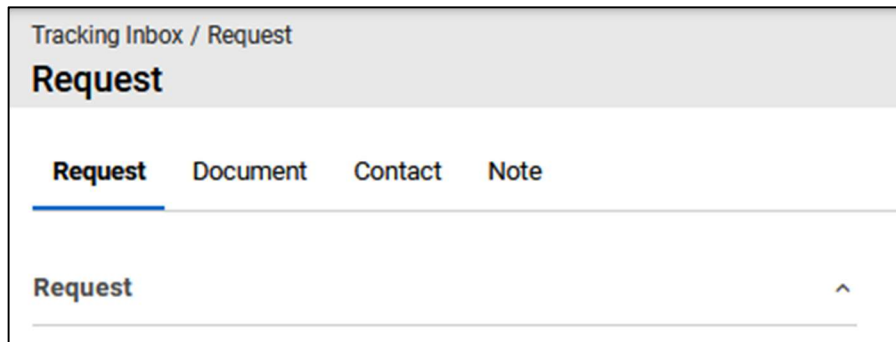 Tracking Inbox / Request
Request
Request Document Contact Note
Request